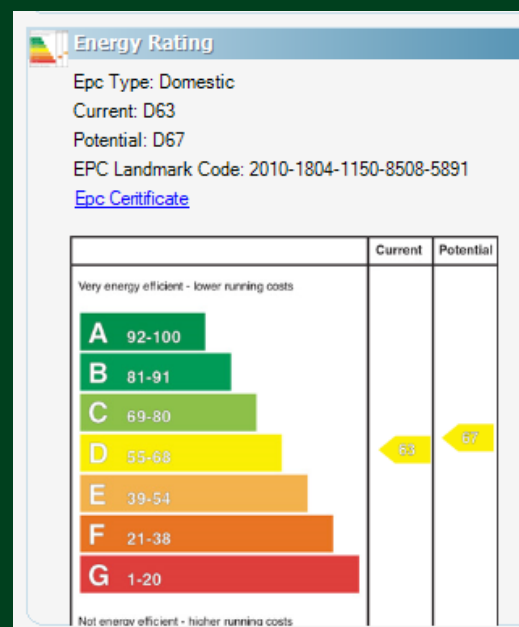 Energy Rating
Epc Type: Domestic
Current: D63
Potential: D67
EPC Landmark Code: 2010-1804-1150-8508-5891
Epc Ceritificate
Current Potential
Very energy efficient - lower running costs
A 92-100
B 81-91
C 69-80
D 55-68
63
67
E 39-54
F 21-38
G 1-20
Not energy efficient - higher running costs